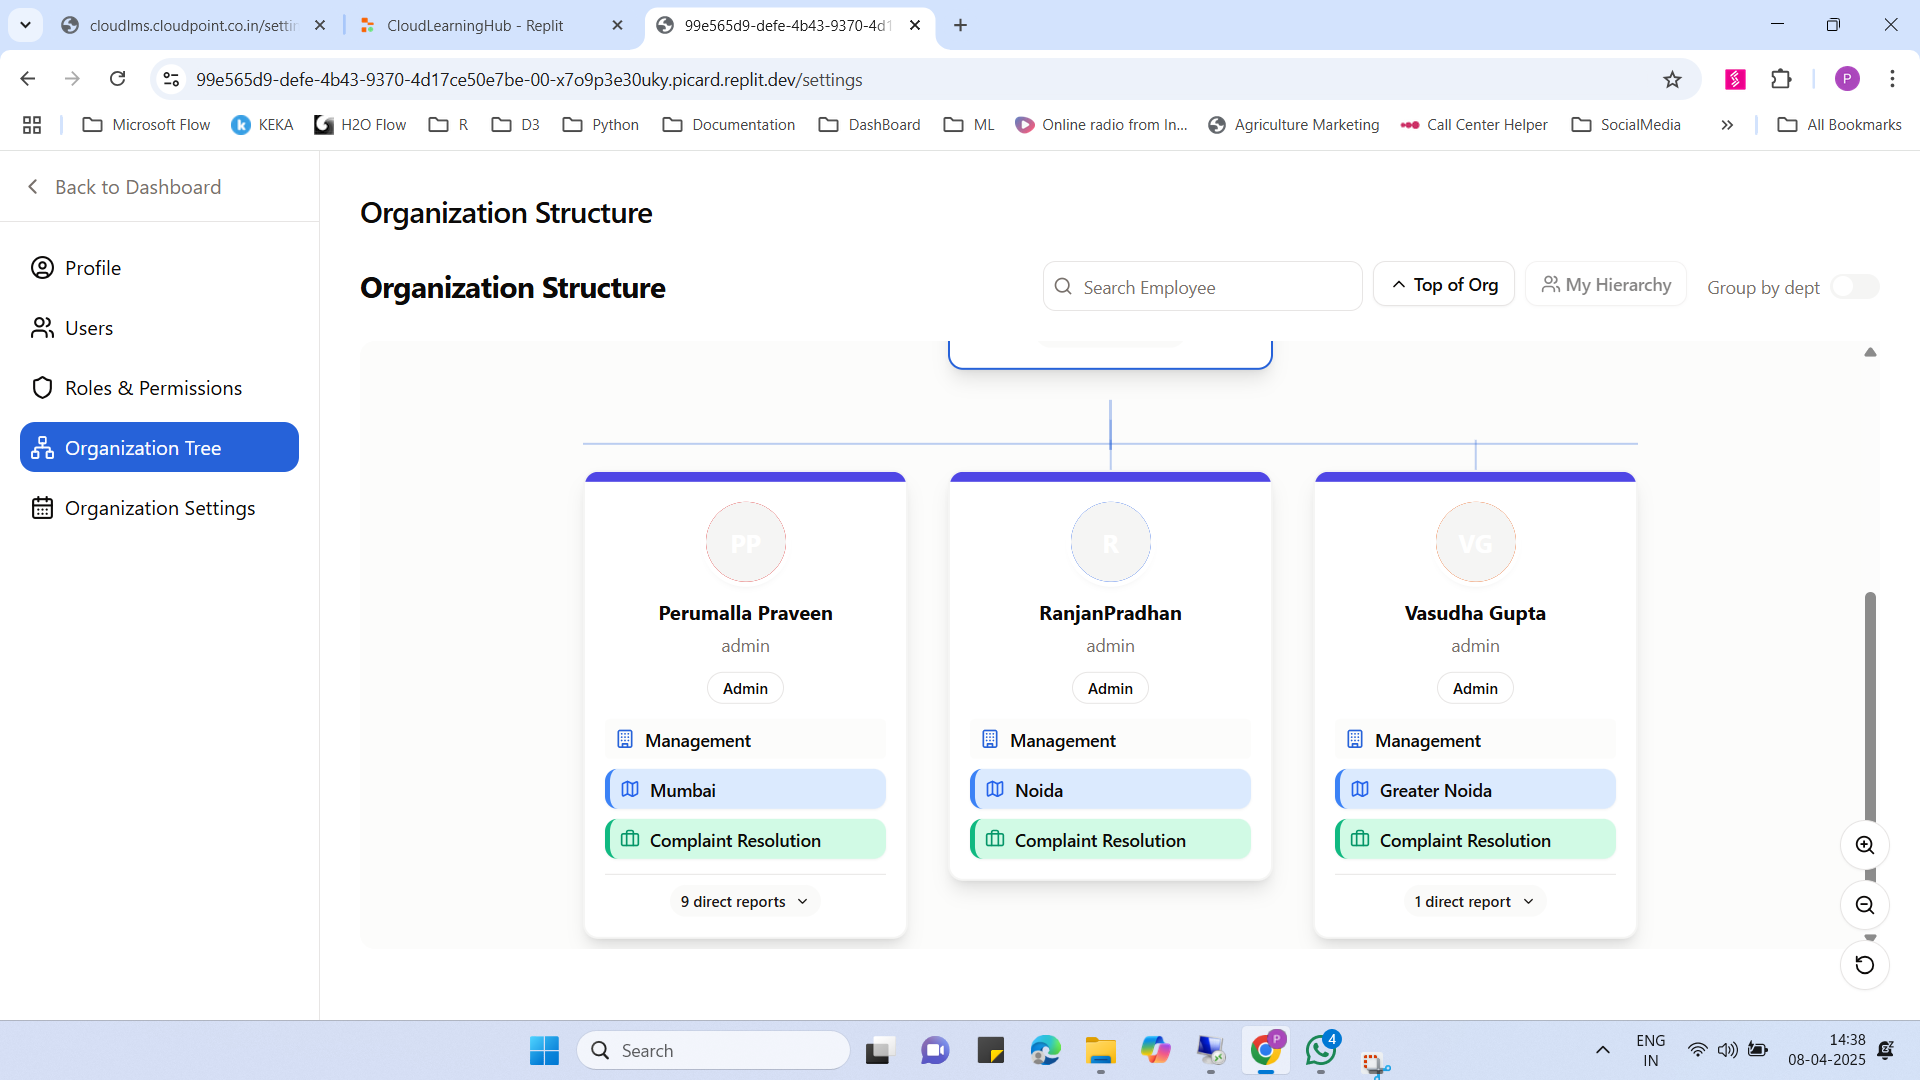 cloudlms.cloudpoint.co.in/settin
CloudLearningHub - Replit
99e565d9-defe-4b43-9370-4d1
99e565d9-defe-4b43-9370-4d17ce50e7be-00-x7o9p3e30uky.picard.replit.dev/settings
P
Microsoft Flow
KEKA
H2O Flow
R
D3
Python
Documentation
DashBoard
ML
Online radio from In...
Agriculture Marketing
Call Center Helper
SocialMedia
All Bookmarks
Back to Dashboard
Profile
Users
Roles & Permissions
Organization Tree
Organization Settings
Organization Structure
Organization Structure
Search Employee
Top of Org
My Hierarchy
Group by dept
PP
Perumalla Praveen
admin
Admin
Management
Mumbai
Complaint Resolution
9 direct reports
R
RanjanPradhan
admin
Admin
Management
Noida
Complaint Resolution
VG
Vasudha Gupta
admin
Admin
Management
Greater Noida
Complaint Resolution
1 direct report
Search
P
4
ENG
IN
14:38
08-04-2025